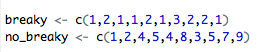 breaky <- c(1,2,1,1,2,1,3,2,2,1)
no_breaky <- c(1,2,4,5,4,8,3,5,7,9)